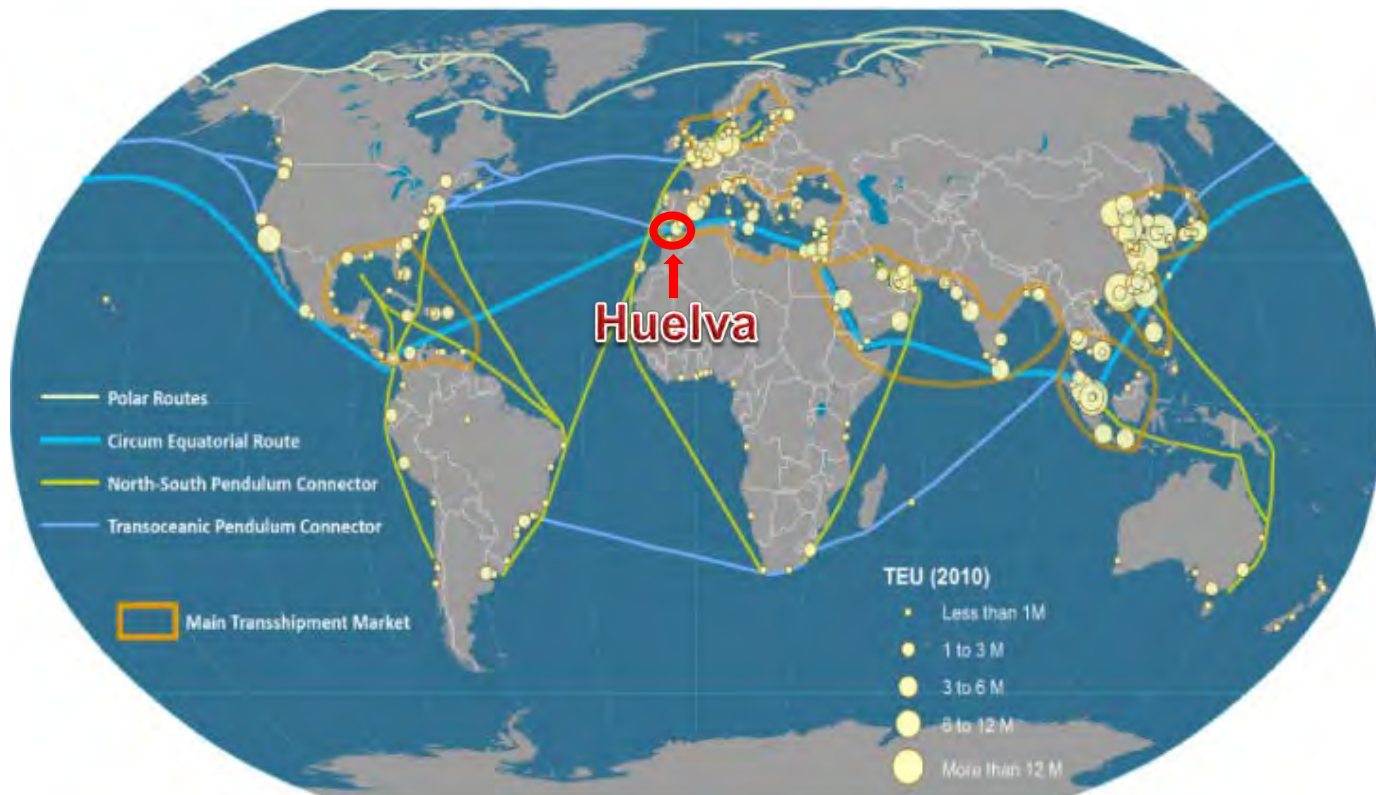 Huelva
Polar Routes
Circum Equatorial Route
North-South Pendulum Connector
Transoceanic Pendulum Connector
Main Transshipment Market
TEU (2010)
Less than 1M
1 to 3 M
3 to 6 M
6 to 12 M
More than 12 M